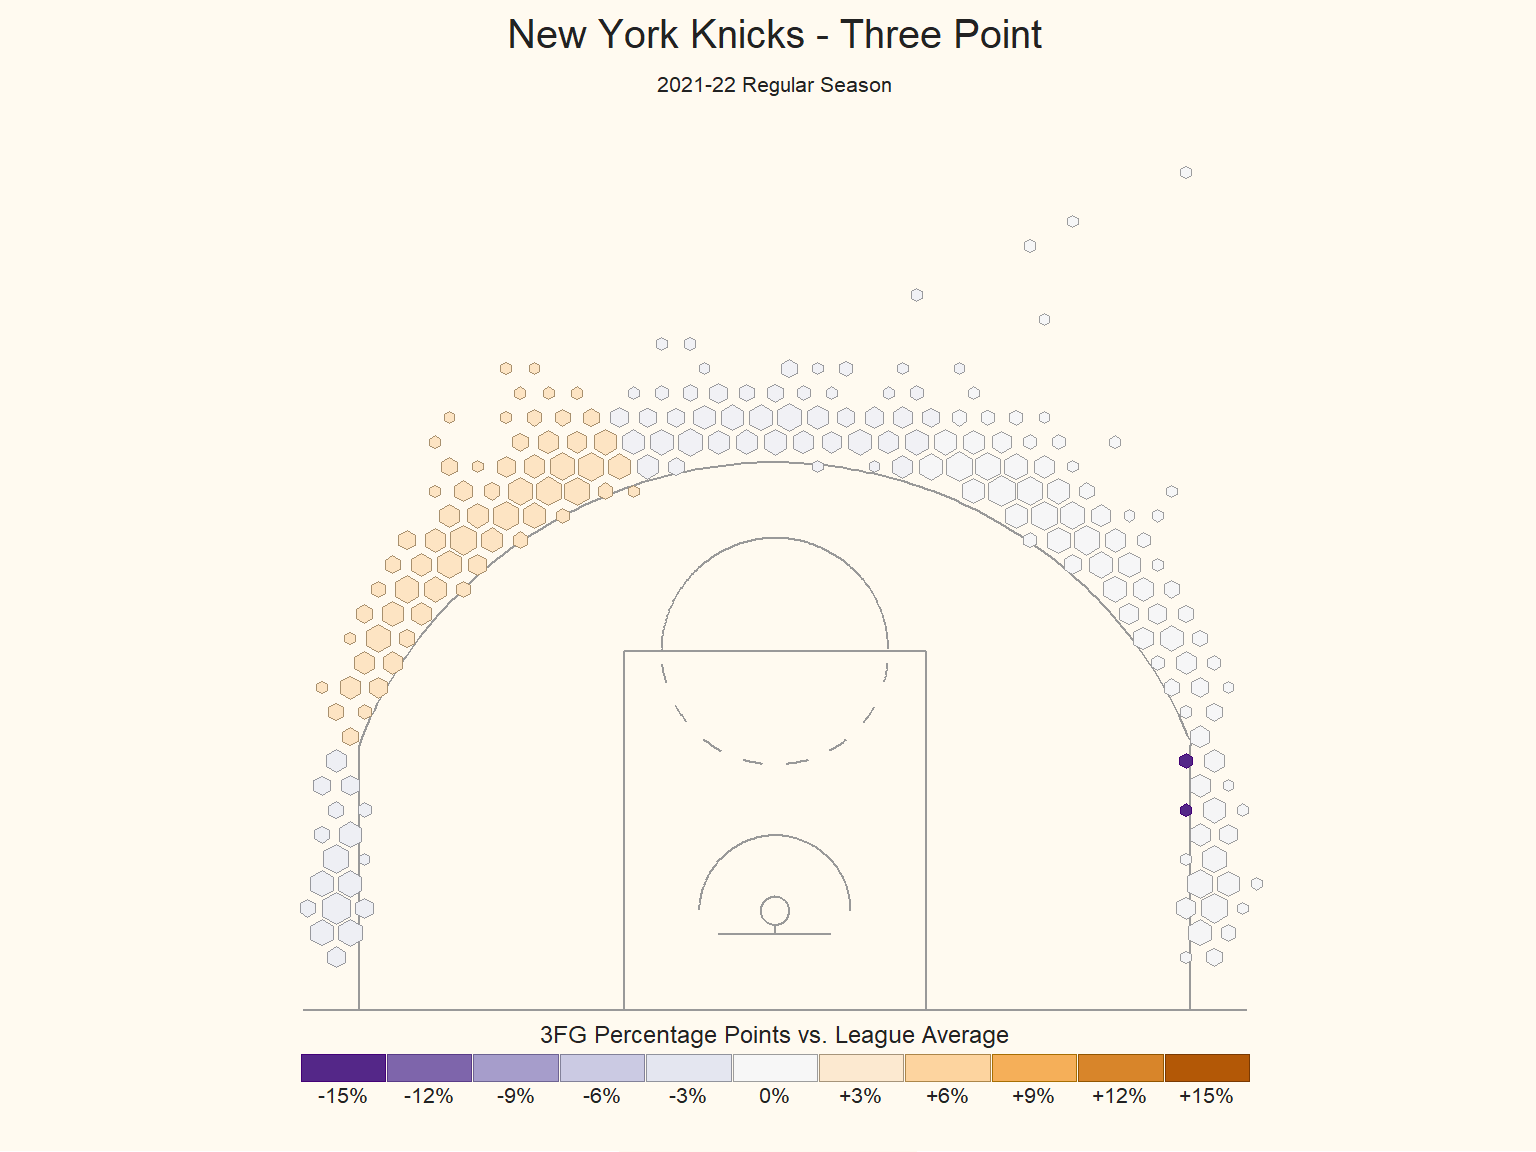 New York Knicks - Three Point
2021-22 Regular Season
3FG Percentage Points vs. League Average
-15% -12% -9% -6% -3% 0% +3% +6% +9% +12% +15%